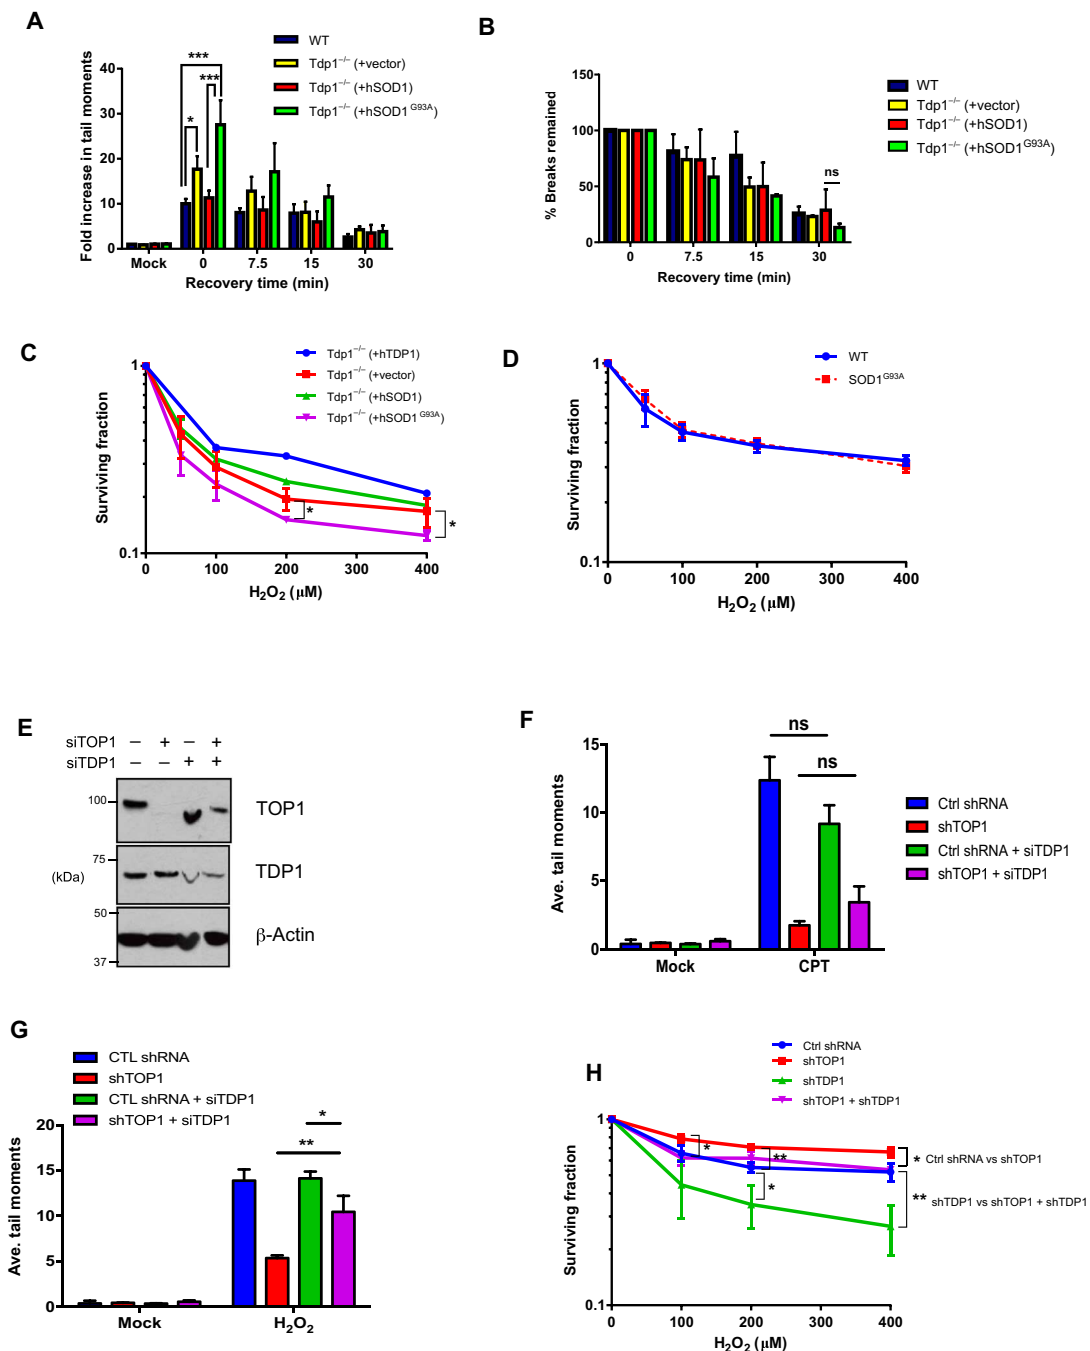 A
WT
Tdp1−/− (+vector)
Tdp1−/− (+hSOD1)
Tdp1−/− (+hSOD1 G93A)
***
***
*
Fold increase in tail moments
40
30
20
10
0
Mock 0 7.5 15 30
Recovery time (min)
B
WT
Tdp1−/− (+vector)
Tdp1−/− (+hSOD1)
Tdp1−/− (+hSOD1G93A)
ns
% Breaks remained
150
100
50
0
0 7.5 15 30
Recovery time (min)
C
Tdp1−/− (+hTDP1)
Tdp1−/− (+vector)
Tdp1−/− (+hSOD1)
Tdp1−/− (+hSOD1 G93A)
Surviving fraction
1
0.1
*
*
0 100 200 300 400
H2O2 (μM)
D
WT
SOD1G93A
Surviving fraction
1
0.1
0 100 200 300 400
H2O2 (μM)
E
siTOP1 − + − +
siTDP1 − − + +
100
TOP1
75
TDP1
(kDa)
50
50
β-Actin
37
F
ns
ns
Ctrl shRNA
shTOP1
Ctrl shRNA + siTDP1
shTOP1 + siTDP1
Ave. tail moments
15
10
5
0
Mock CPT
G
CTL shRNA
shTOP1
CTL shRNA + siTDP1
shTOP1 + siTDP1
*
**
Ave. tail moments
20
15
10
5
0
Mock H2O2
H
Ctrl shRNA
shTOP1
shTDP1
shTOP1 + shTDP1
Surviving fraction
1
0.1
*
**
*
* Ctrl shRNA vs shTOP1
** shTDP1 vs shTOP1 + shTDP1
0 100 200 300 400
H2O2 (μM)